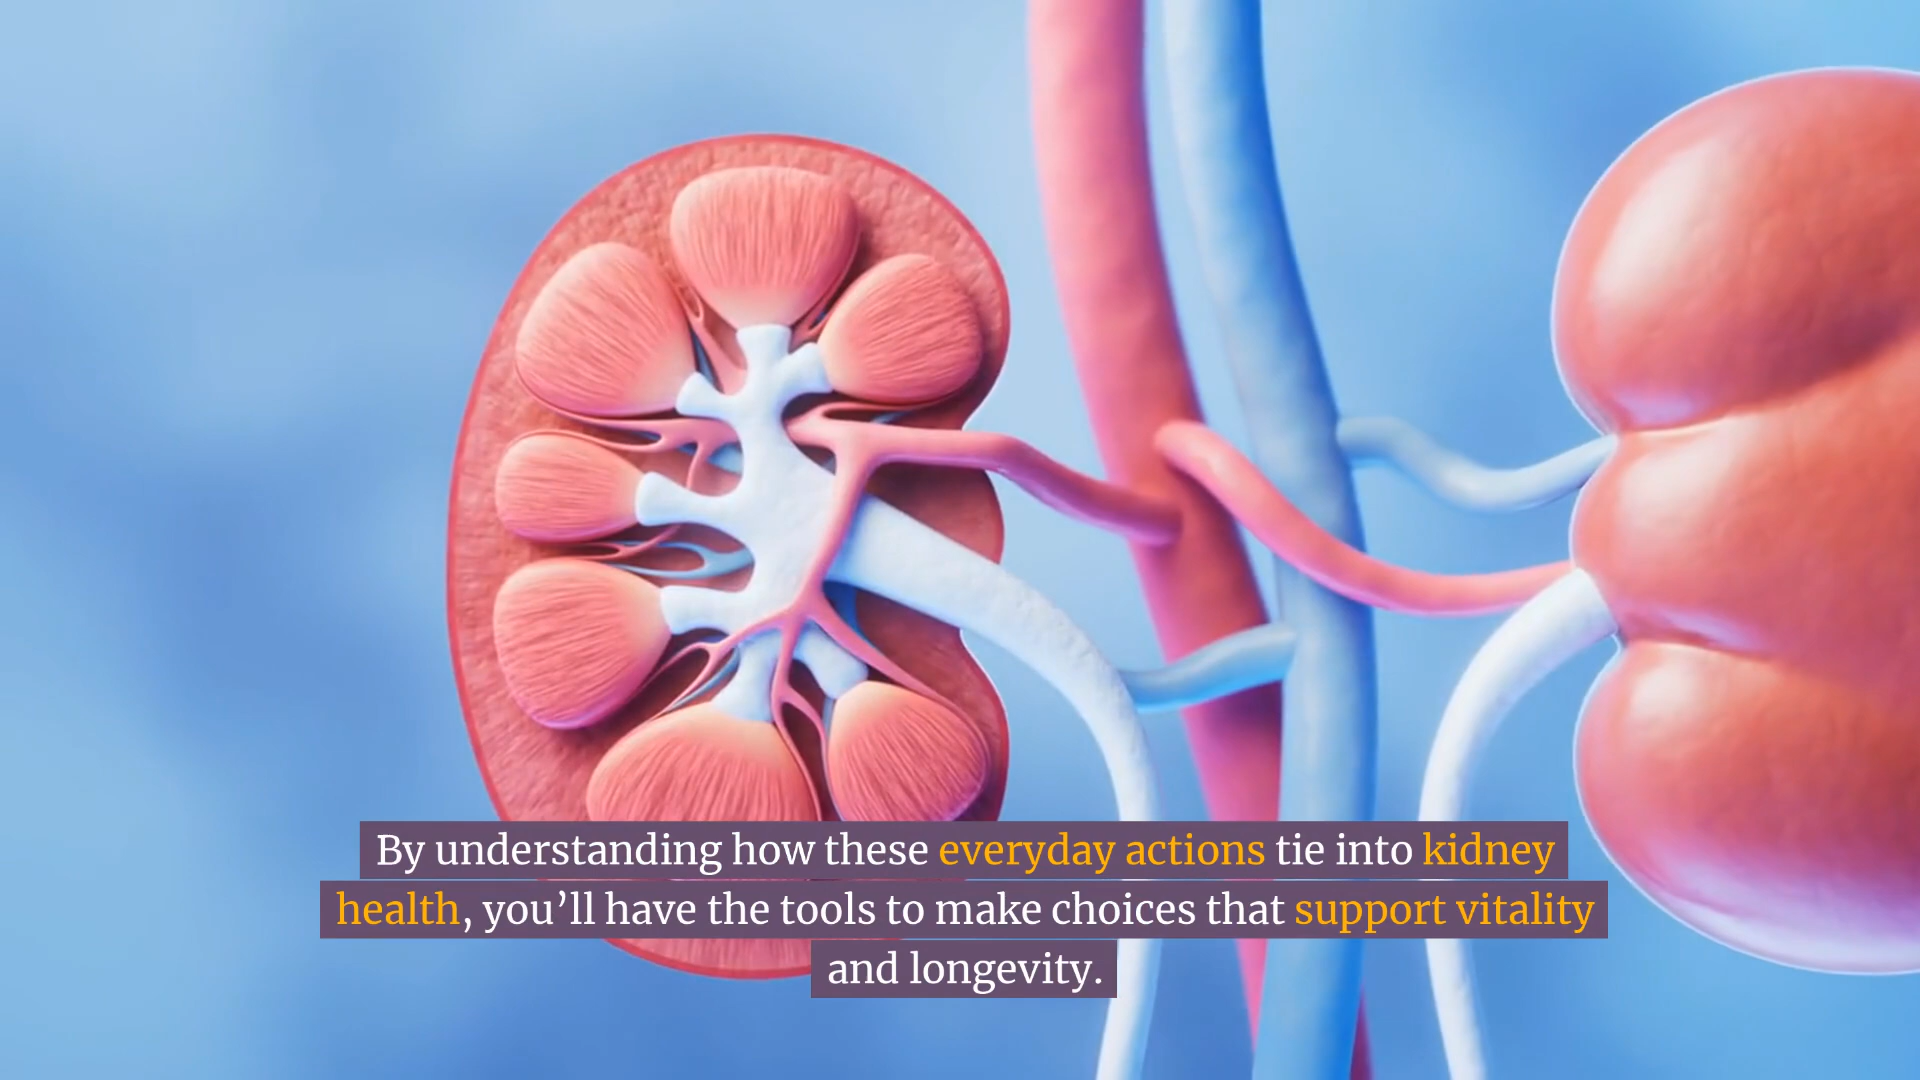 By understanding how these everyday actions tie into kidney
health, you’ll have the tools to make choices that support vitality
and longevity.